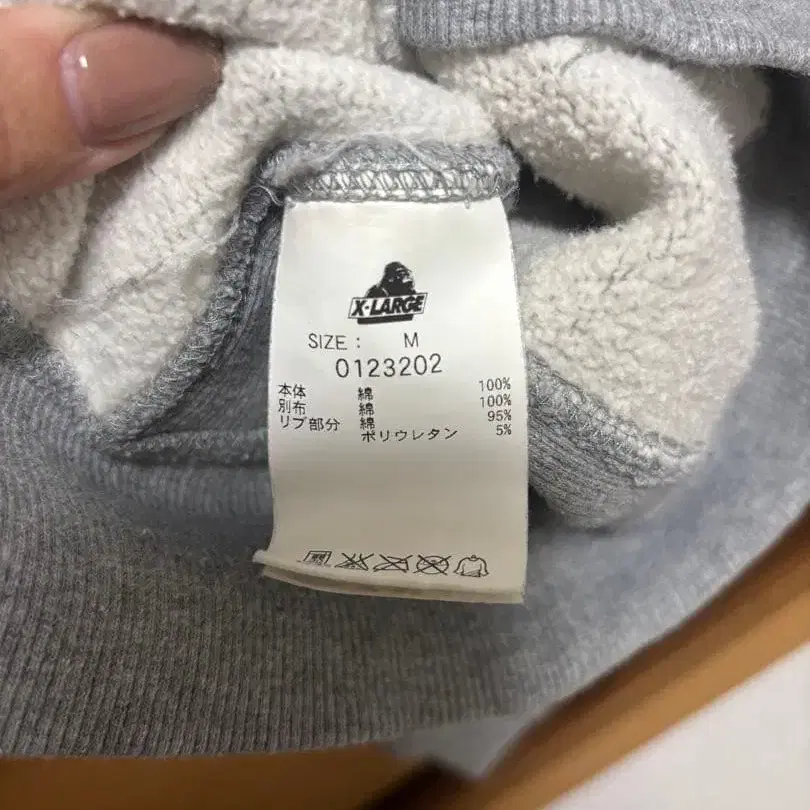 X-LARGE
SIZE : M
0123202
本体 綿 100%
別布 綿 100%
リブ部分 綿 95%
ポリウレタン 5%